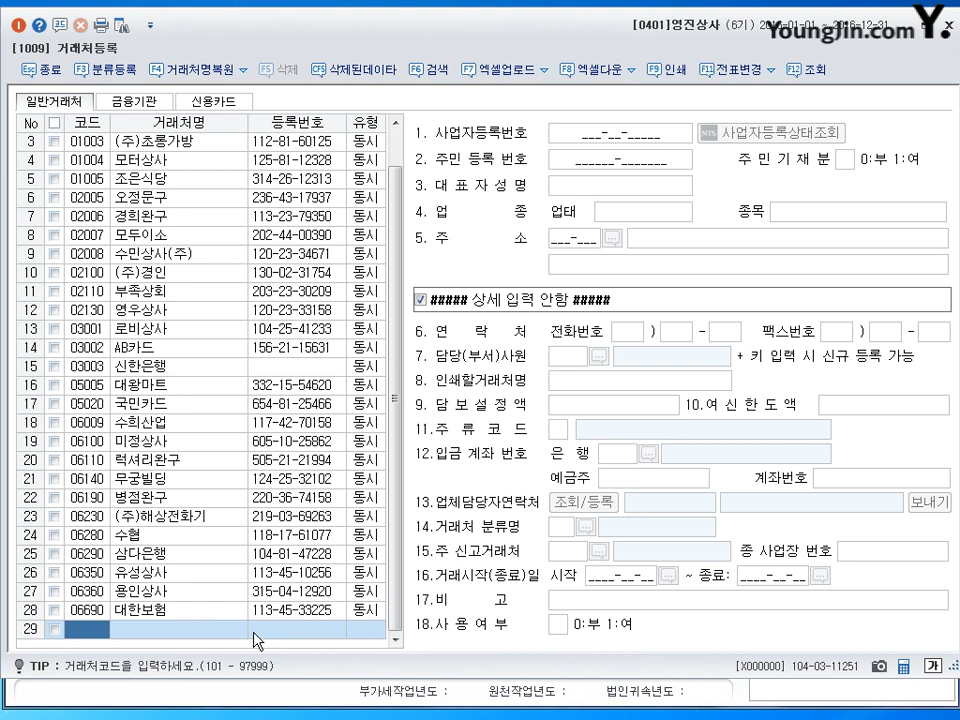 [0401]영진상사 (6기) 2016-01-01 ~ 2016-12-31
YoungJin.com Y.
[1009] 거래처등록
Esc 종료 F3 분류등록 F4 거래처명복원 F5 삭제 CF5 삭제된데이타 F6 검색 F7 엑셀업로드 F8 엑셀다운 F9 인쇄 F11 전표변경 F12 조회
일반거래처 금융기관 신용카드
No 코드 거래처명 등록번호 유형
3 01003 (주)초롱가방 112-81-60125 동시
4 01004 모터상사 125-81-12328 동시
5 01005 조은식당 314-26-12313 동시
6 02005 오정문구 236-43-17937 동시
7 02006 경희완구 113-23-79350 동시
8 02007 모두이소 202-44-00390 동시
9 02008 수민상사(주) 120-23-34671 동시
10 02100 (주)경인 130-02-31754 동시
11 02110 부족상회 203-23-30209 동시
12 02130 영우상사 120-23-33158 동시
13 03001 로비상사 104-25-41233 동시
14 03002 AB카드 156-21-15631 동시
15 03003 신한은행 동시
16 05005 대왕마트 332-15-54620 동시
17 05020 국민카드 654-81-25466 동시
18 06009 수희산업 117-42-70158 동시
19 06100 미정상사 605-10-25862 동시
20 06110 럭셔리완구 505-21-21994 동시
21 06140 무궁빌딩 124-25-32102 동시
22 06190 병점완구 220-36-74158 동시
23 06230 (주)해상전화기 219-03-69263 동시
24 06280 수협 118-17-61077 동시
25 06290 삼다은행 104-81-47228 동시
26 06350 유성상사 113-45-10256 동시
27 06360 용인상사 315-04-12920 동시
28 06690 대한보험 113-45-33225 동시
29
1. 사업자등록번호 ___-__-_____ NTS 사업자등록상태조회
2. 주민 등록 번호 ______-_______ 주 민 기 재 분 0:부 1:여
3. 대 표 자 성 명
4. 업 종 업태 종목
5. 주 소 ___-___
##### 상세 입력 안함 #####
6. 연 락 처 전화번호 ) - 팩스번호 ) -
7. 담당(부서)사원 + 키 입력 시 신규 등록 가능
8. 인쇄할거래처명
9. 담 보 설 정 액 10.여 신 한 도 액
11.주 류 코 드
12.입금 계좌 번호 은 행
예금주 계좌번호
13.업체담당자연락처 조회/등록 보내기
14.거래처 분류명
15.주 신고거래처 종 사업장 번호
16.거래시작(종료)일 시작 ____-__-__ ~ 종료: ____-__-__
17.비 고
18.사 용 여 부 0:부 1:여
TIP : 거래처코드을 입력하세요.(101 - 97999) [X000000] 104-03-11251 가
부가세작업년도 : 원천작업년도 : 법인귀속년도 :